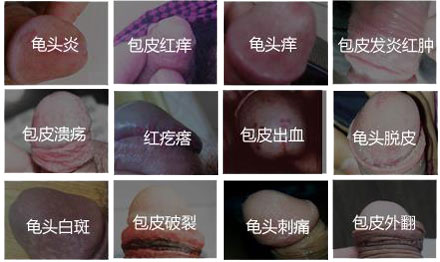 龟头炎
包皮红痒
龟头痒
包皮发炎红肿
包皮溃疡
红疙瘩
包皮出血
龟头脱皮
龟头白斑
包皮破裂
龟头刺痛
包皮外翻